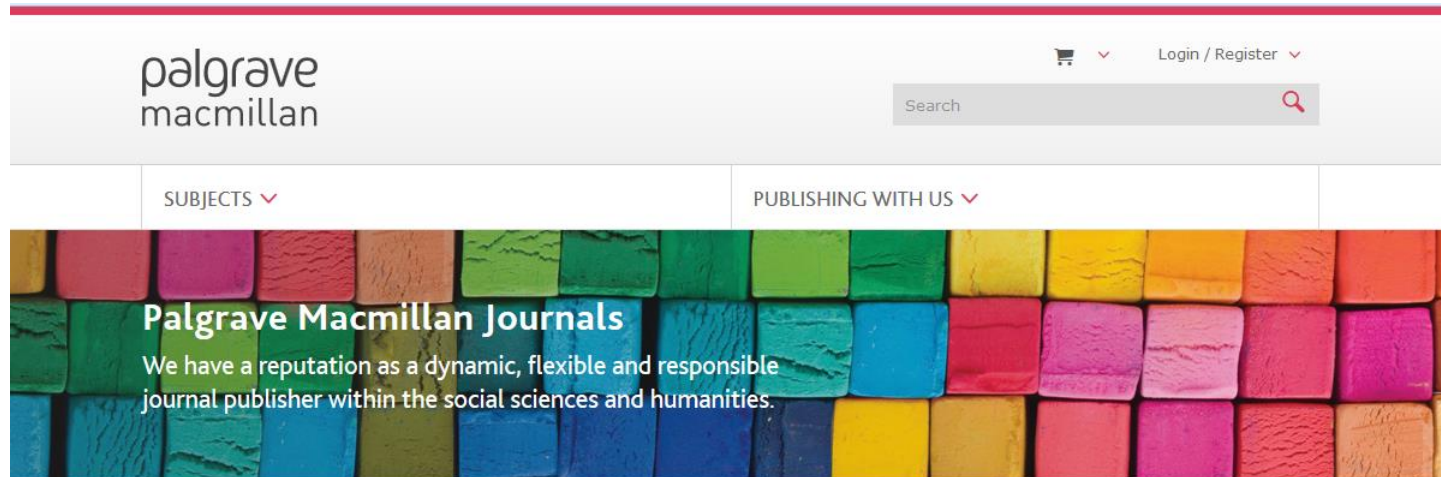 palgrave
macmillan
Login / Register
Search
SUBJECTS
PUBLISHING WITH US
Palgrave Macmillan Journals
We have a reputation as a dynamic, flexible and responsible
journal publisher within the social sciences and humanities.